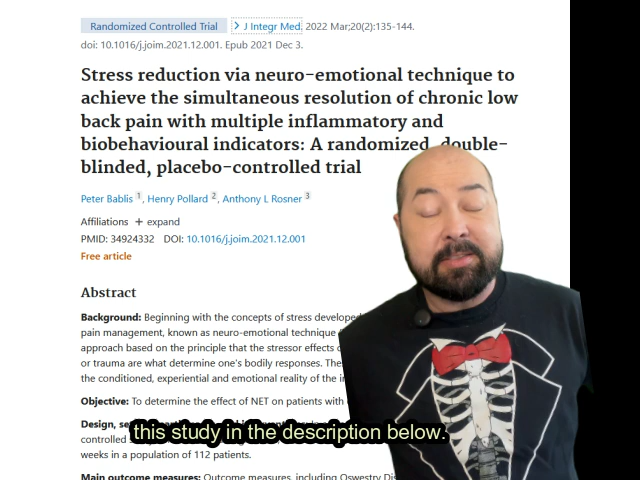 Randomized Controlled Trial > J Integr Med. 2022 Mar;20(2):135-144.
doi: 10.1016/j.joim.2021.12.001. Epub 2021 Dec 3.
Stress reduction via neuro-emotional technique to
achieve the simultaneous resolution of chronic low
back pain with multiple inflammatory and
biobehavioural indicators: A randomized, double-
blinded, placebo-controlled trial
Peter Bablis 1, Henry Pollard 2, Anthony L Rosner 3
Affiliations + expand
PMID: 34924332 DOI: 10.1016/j.joim.2021.12.001
Free article
Abstract
Background: Beginning with the concepts of stress developed
pain management, known as neuro-emotional technique
approach based on the principle that the stressor effects
or trauma are what determine one's bodily responses.
the conditioned, experiential and emotional reality of the
Objective: To determine the effect of NET on patients with
Design,
this study in the description below.
controlled
weeks in a population of 112 patients.
Main outcome measures: Outcome measures, including Oswestry